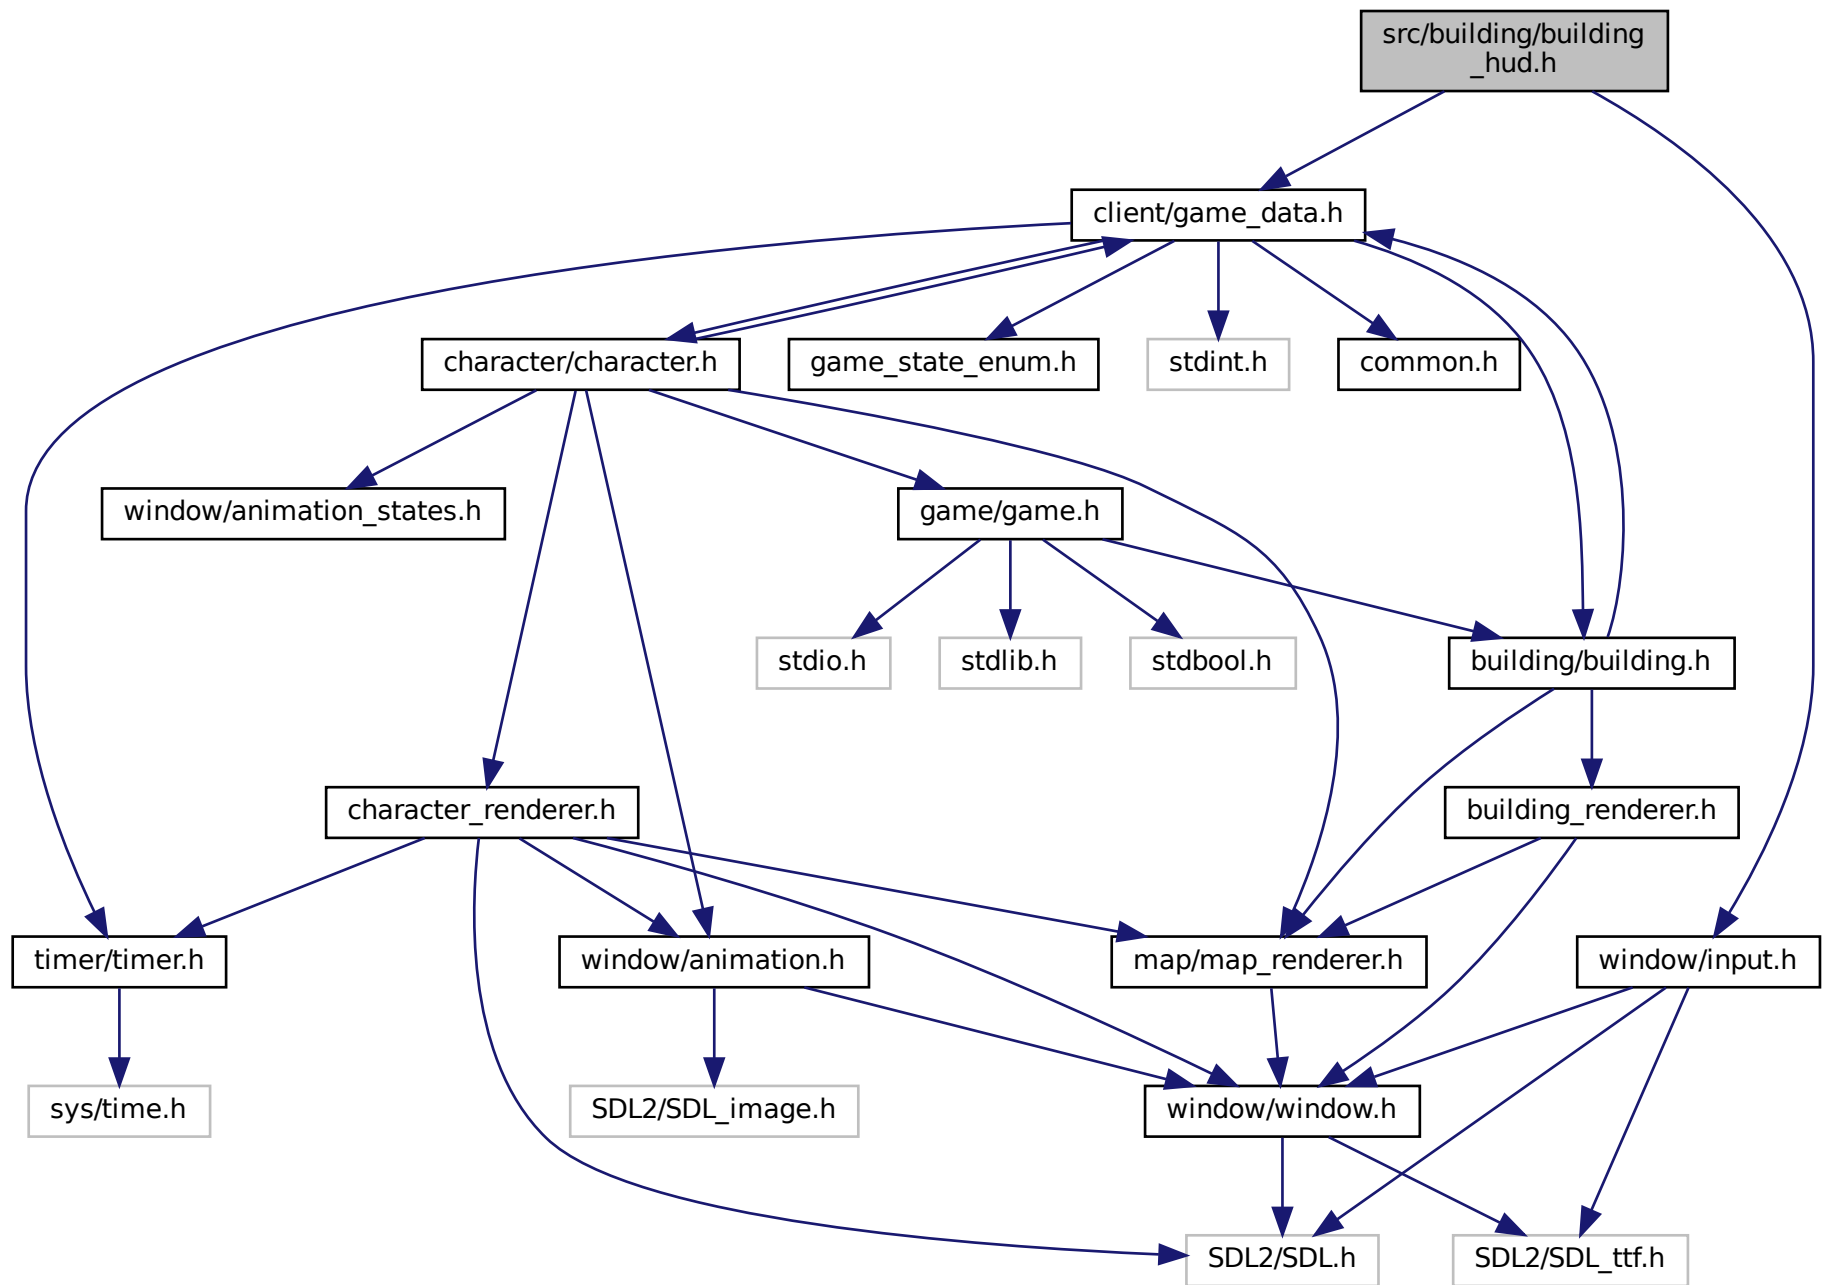 src/building/building
_hud.h
client/game_data.h
character/character.h
game_state_enum.h
stdint.h
common.h
window/animation_states.h
game/game.h
stdio.h
stdlib.h
stdbool.h
building/building.h
character_renderer.h
building_renderer.h
timer/timer.h
window/animation.h
map/map_renderer.h
window/input.h
sys/time.h
SDL2/SDL_image.h
window/window.h
SDL2/SDL.h
SDL2/SDL_ttf.h